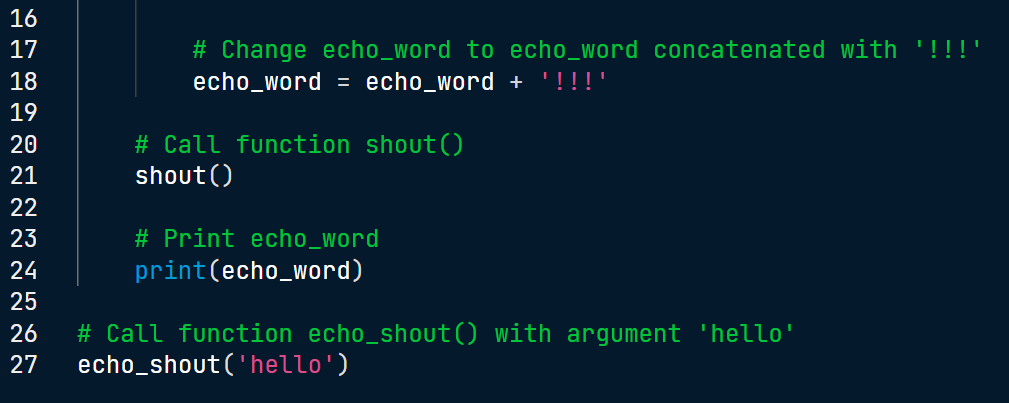 16
17 # Change echo_word to echo_word concatenated with '!!!'
18 echo_word = echo_word + '!!!'
19
20 # Call function shout()
21 shout()
22
23 # Print echo_word
24 print(echo_word)
25
26 # Call function echo_shout() with argument 'hello'
27 echo_shout('hello')